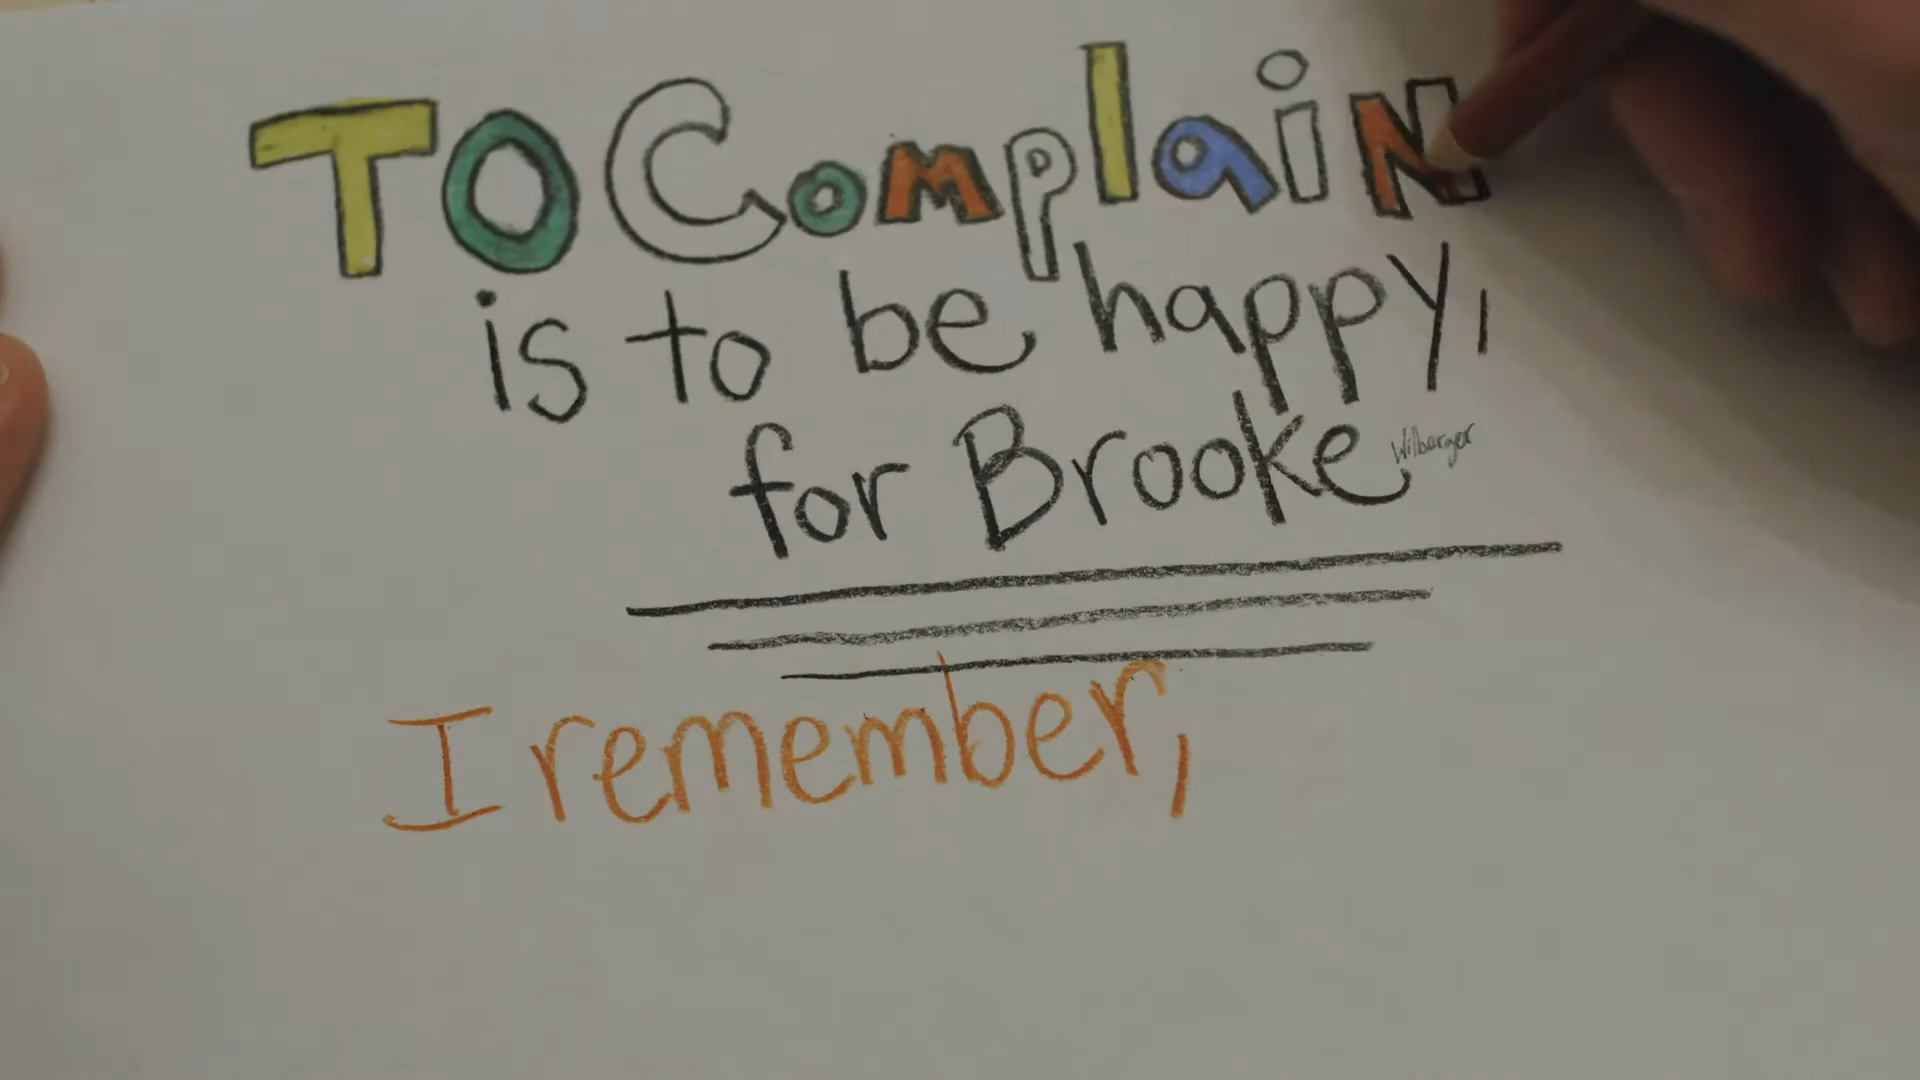 TO Complain
is to be happy,
for Brooke Wilberger
I remember,